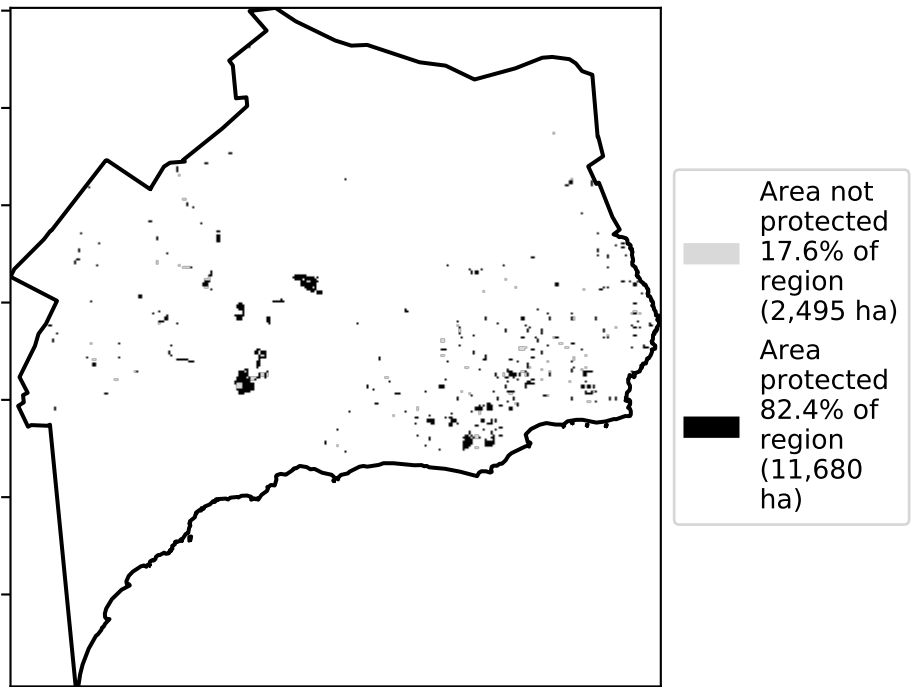 Area not
protected
17.6% of
region
(2,495 ha)
Area
protected
82.4% of
region
(11,680
ha)